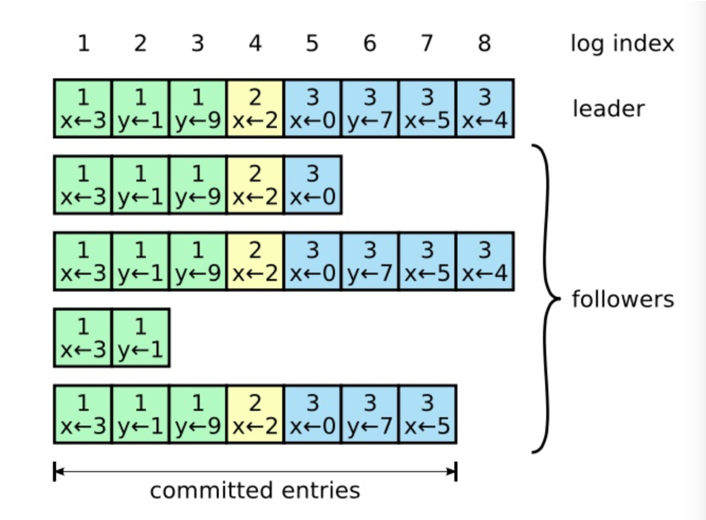 1 2 3 4 5 6 7 8 log index
1 1 1 2 3 3 3 3
x←3 y←1 y←9 x←2 x←0 y←7 x←5 x←4
leader
1 1 1 2 3
x←3 y←1 y←9 x←2 x←0
1 1 1 2 3 3 3 3
x←3 y←1 y←9 x←2 x←0 y←7 x←5 x←4
followers
1 1
x←3 y←1
1 1 1 2 3 3 3
x←3 y←1 y←9 x←2 x←0 y←7 x←5
committed entries